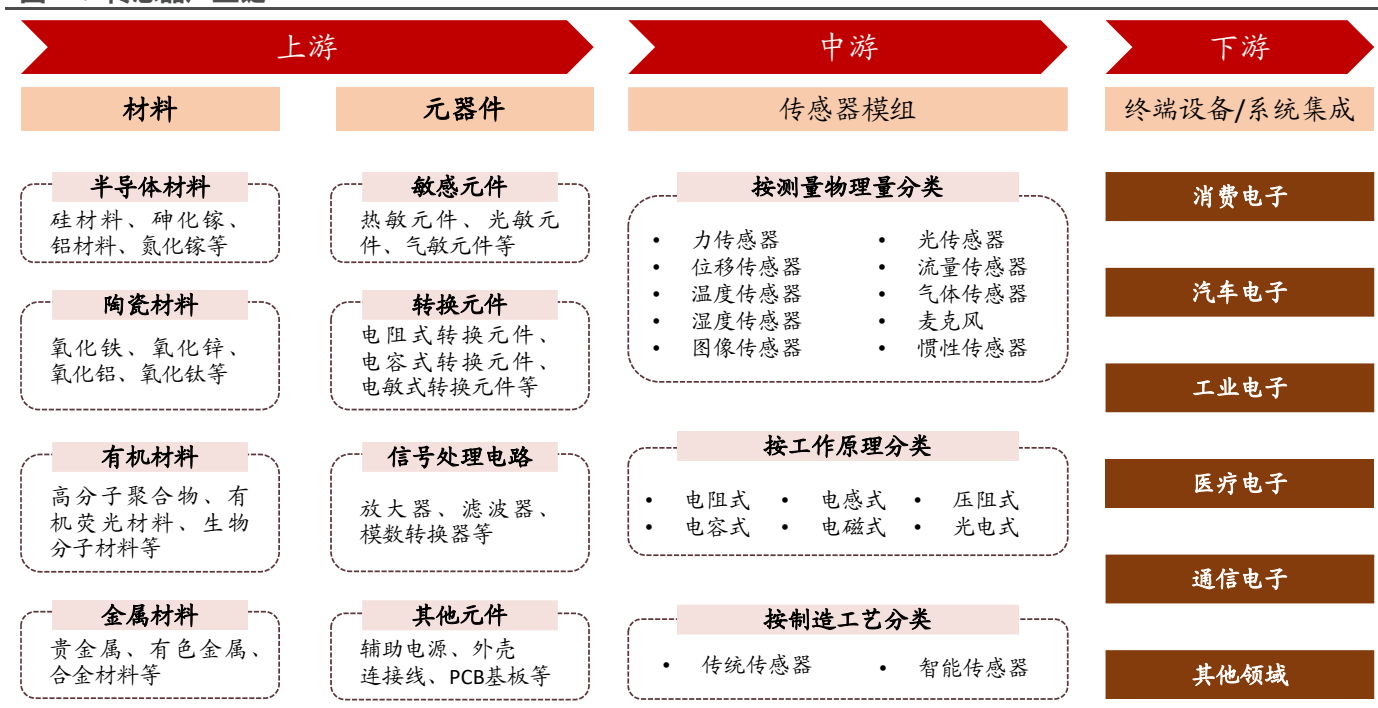 上游
中游
下游
材料
元器件
传感器模组
终端设备/系统集成
半导体材料
硅材料、砷化镓、
铝材料、氮化镓等
陶瓷材料
氧化铁、氧化锌、
氧化铝、氧化钛等
有机材料
高分子聚合物、有
机荧光材料、生物
分子材料等
金属材料
贵金属、有色金属、
合金材料等
敏感元件
热敏元件、光敏元
件、气敏元件等
转换元件
电阻式转换元件、
电容式转换元件、
电敏式转换元件等
信号处理电路
放大器、滤波器、
模数转换器等
其他元件
辅助电源、外壳
连接线、PCB基板等
按测量物理量分类
• 力传感器 • 光传感器
• 位移传感器 • 流量传感器
• 温度传感器 • 气体传感器
• 湿度传感器 • 麦克风
• 图像传感器 • 惯性传感器
按工作原理分类
• 电阻式 • 电感式 • 压阻式
• 电容式 • 电磁式 • 光电式
按制造工艺分类
• 传统传感器 • 智能传感器
消费电子
汽车电子
工业电子
医疗电子
通信电子
其他领域